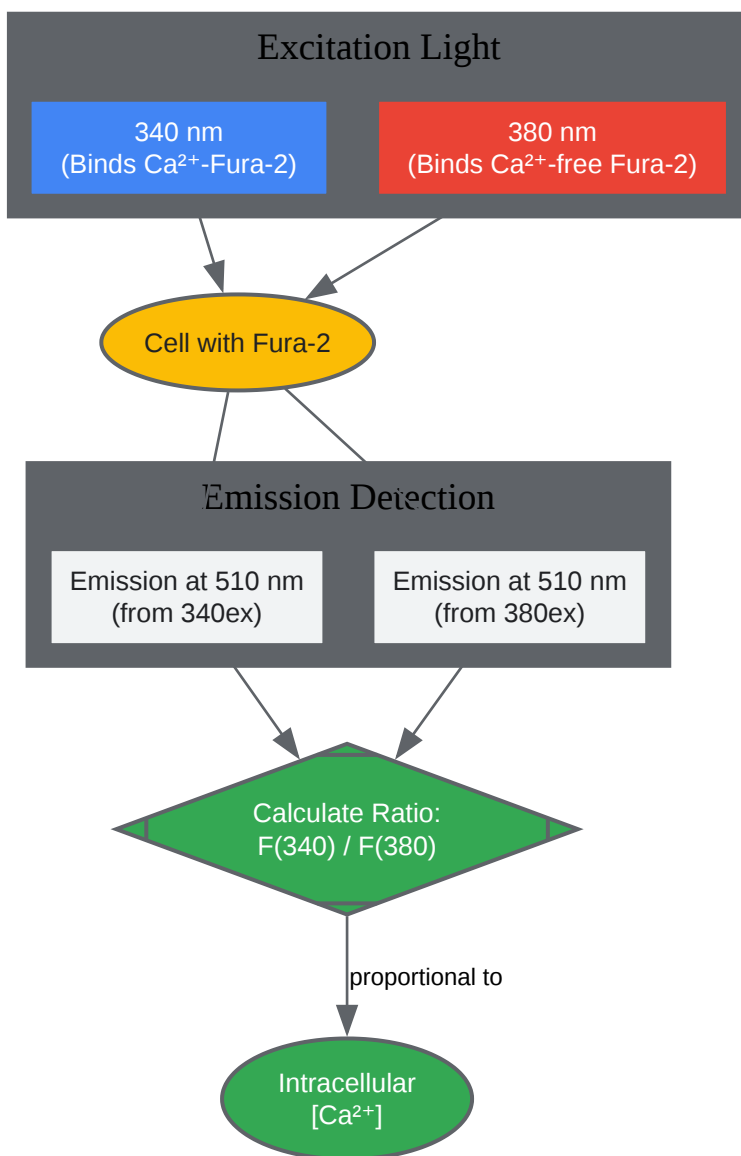 Excitation Light
340 nm
(Binds Ca²⁺-Fura-2)
380 nm
(Binds Ca²⁺-free Fura-2)
Cell with Fura-2
Emission Detection
Emission at 510 nm
(from 340ex)
Emission at 510 nm
(from 380ex)
Calculate Ratio:
F(340) / F(380)
proportional to
Intracellular
[Ca²⁺]